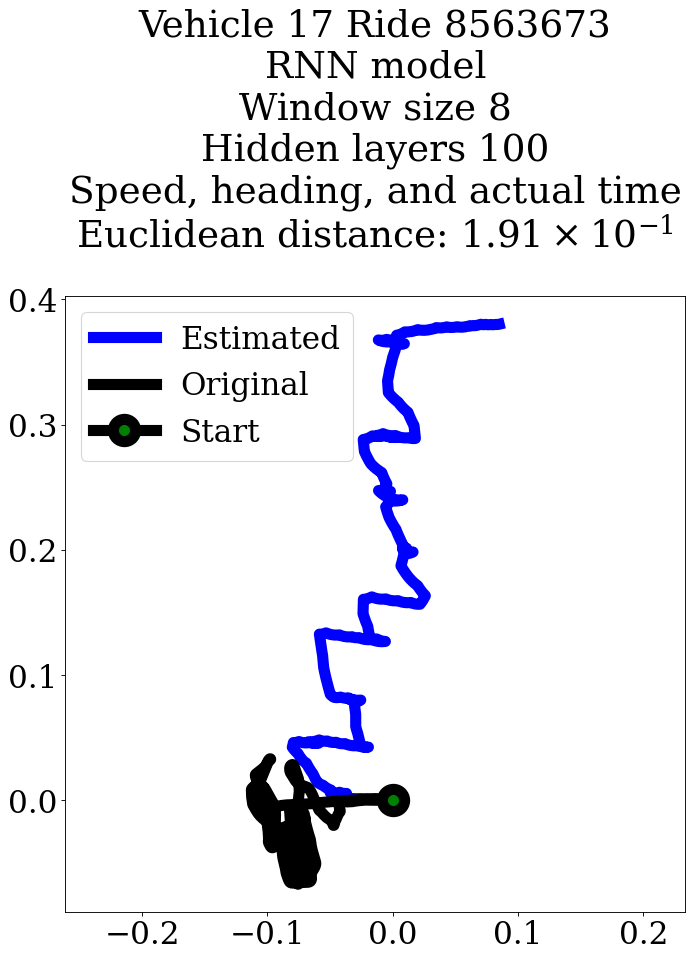 Vehicle 17 Ride 8563673
RNN model
Window size 8
Hidden layers 100
Speed, heading, and actual time
Euclidean distance: 1.91 × 10⁻¹
Estimated
Original
Start
0.4
0.3
0.2
0.1
0.0
−0.2 −0.1 0.0 0.1 0.2